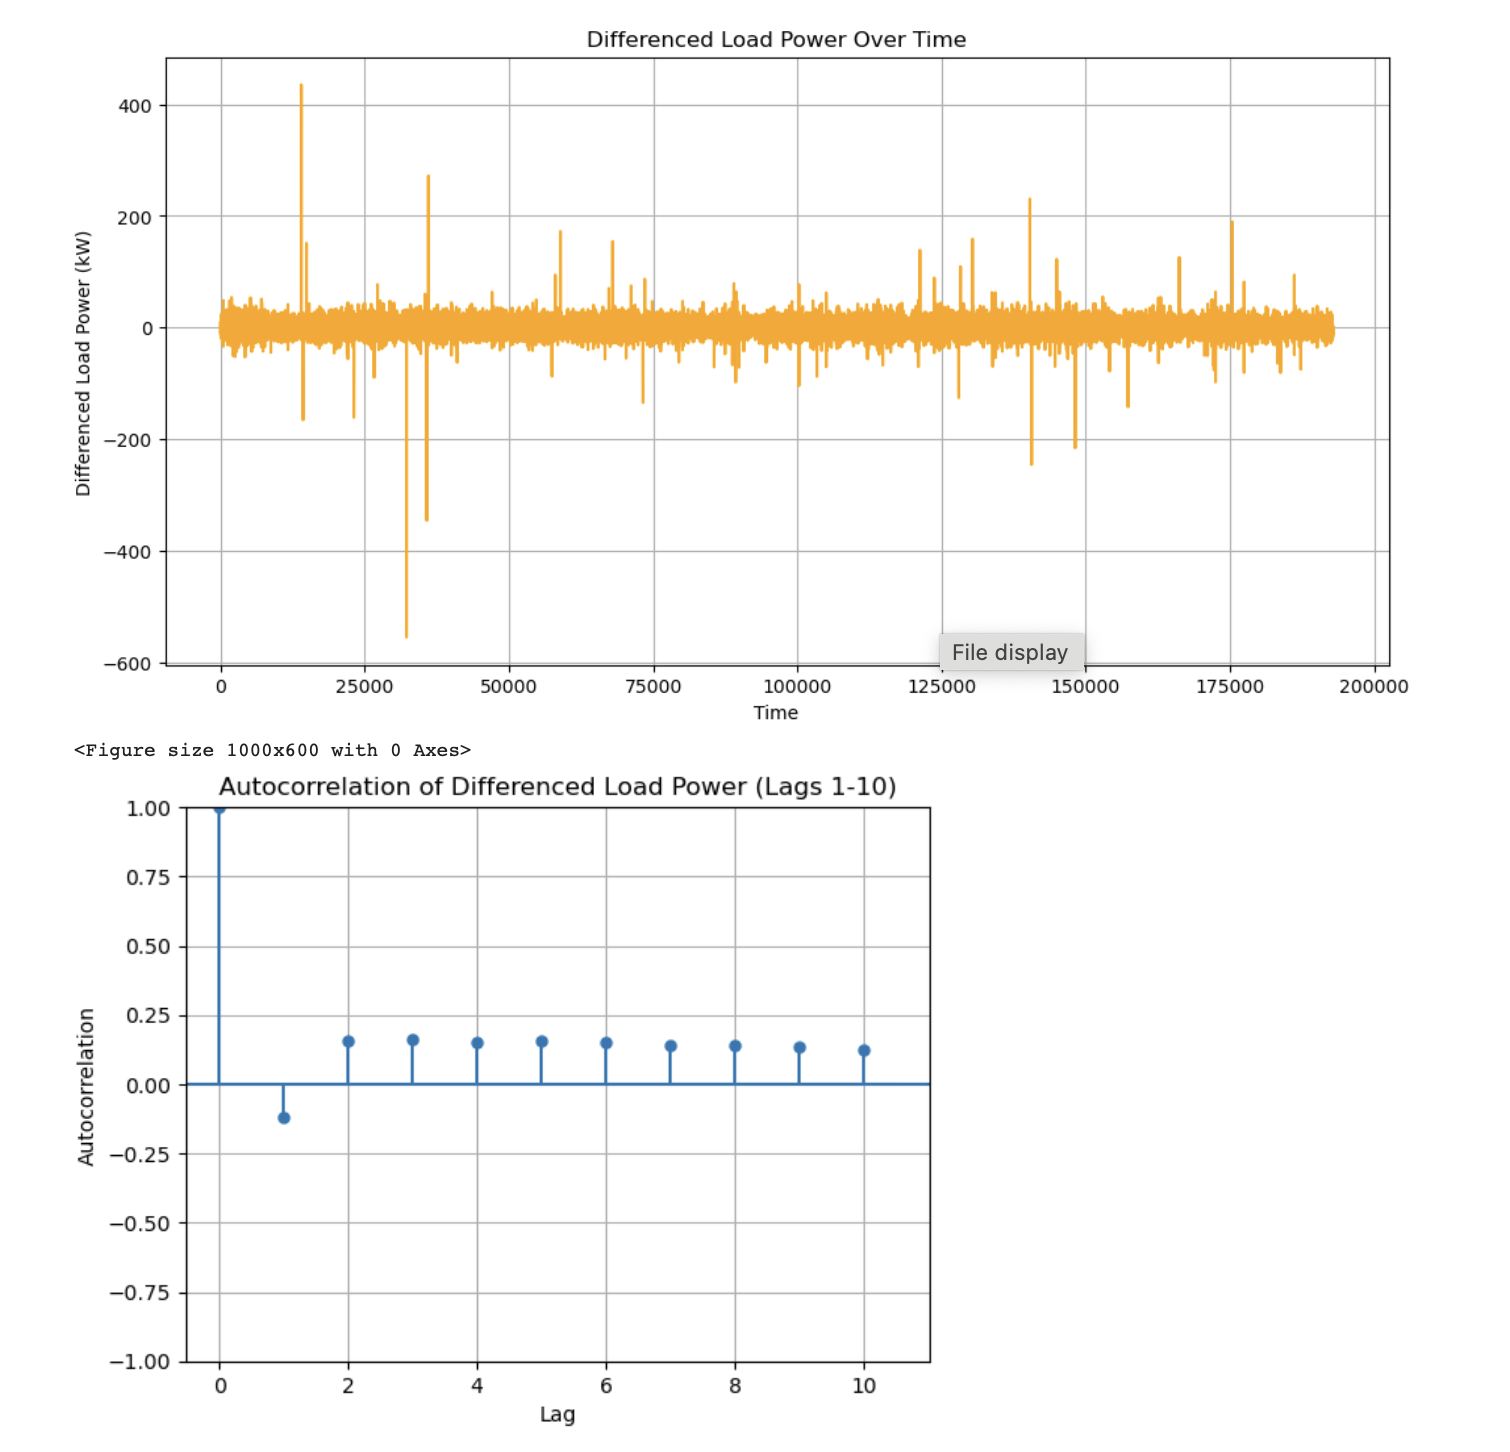 Differenced Load Power Over Time
400
200
0
−200
−400
−600
Differenced Load Power (kW)
File display
0 25000 50000 75000 100000 125000 150000 175000 200000
Time
<Figure size 1000x600 with 0 Axes>
Autocorrelation of Differenced Load Power (Lags 1-10)
1.00
0.75
0.50
0.25
0.00
−0.25
−0.50
−0.75
−1.00
Autocorrelation
0 2 4 6 8 10
Lag